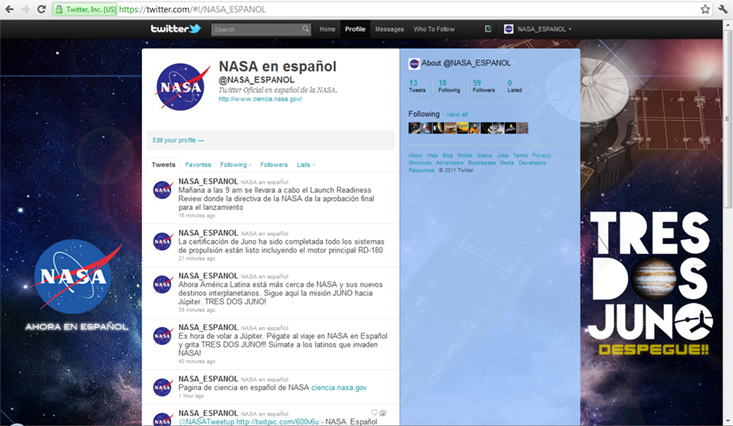 Twitter, Inc. [US] https://twitter.com/#!/NASA_ESPANOL
twitter Search Home Profile Messages Who To Follow NASA_ESPANOL
NASA
NASA en español
@NASA_ESPANOL
Twitter Oficial en español de la NASA.
http://www.ciencia.nasa.gov/
Edit your profile →
Tweets Favorites Following Followers Lists
NASA_ESPANOL NASA en español
Mañana a las 9 am se llevara a cabo el Launch Readiness
Review donde la directiva de la NASA da la aprobación final
para el lanzamiento
16 minutes ago
NASA_ESPANOL NASA en español
La certificación de Juno ha sido completada todo los sistemas
de propulsión están listo incluyendo el motor principal RD-180
21 minutes ago
NASA_ESPANOL NASA en español
Ahora América Latina está más cerca de NASA y sus nuevos
destinos interplanetarios. Sigue aquí la misión JUNO hacia
Júpiter. TRES DOS JUNO!
39 minutes ago
NASA_ESPANOL NASA en español
Es hora de volar a Júpiter. Pégate al viaje en NASA en Español
y grita TRES DOS JUNO!!! Súmate a los latinos que invaden
NASA!
40 minutes ago
NASA_ESPANOL NASA en español
Pagina de ciencia en español de NASA ciencia.nasa.gov
1 hour ago
NASA_ESPANOL NASA en español
@NASATweetup http://twitpic.com/600v6u - NASA_Español
About @NASA_ESPANOL
13 18 59 0
Tweets Following Followers Listed
Following · view all
About Help Blog Mobile Status Jobs Terms Privacy
Shortcuts Advertisers Businesses Media Developers
Resources © 2011 Twitter
NASA
AHORA EN ESPAÑOL
TRES
DOS
JUNO
DESPEGUE!!